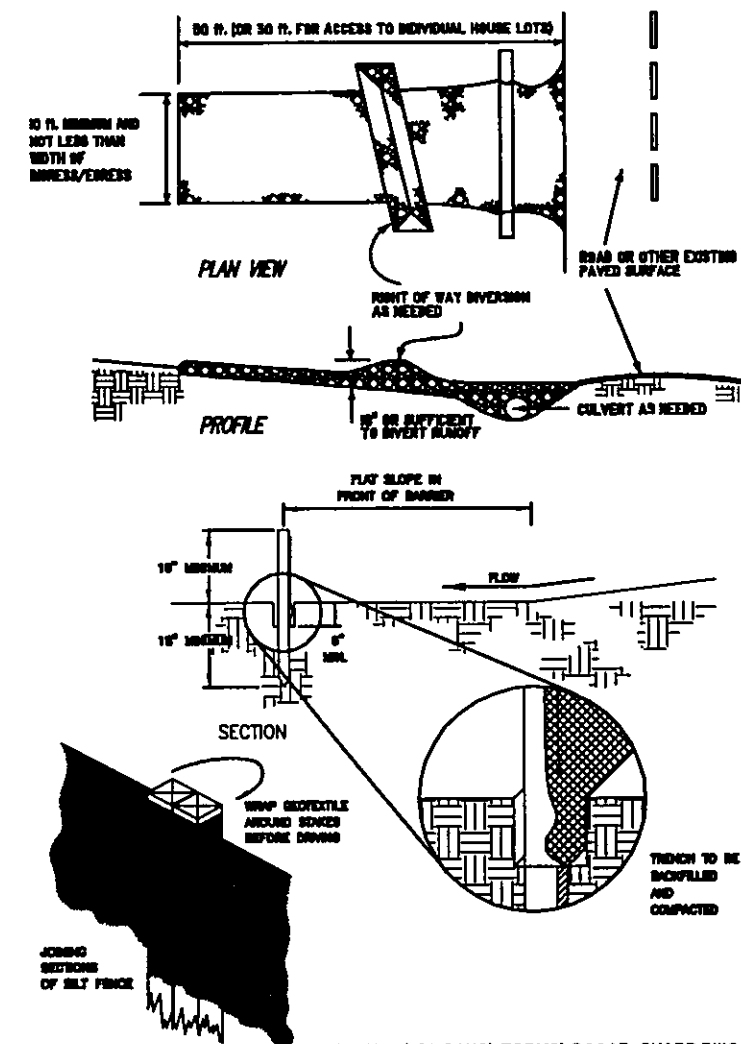 50 ft. (OR 30 ft. FOR ACCESS TO INDIVIDUAL HOUSE LOTS)
10 ft. MINIMUM AND
NOT LESS THAN
WIDTH OF
INGRESS/EGRESS
PLAN VIEW
ROAD OR OTHER EXISTING
PAVED SURFACE
RIGHT OF WAY DIVERSION
AS NEEDED
PROFILE
OR SUFFICIENT
TO DIVERT RUNOFF
CULVERT AS NEEDED
FLAT SLOPE IN
FRONT OF BARRIER
MINIMUM
FLOW
MINIMUM
MIN.
SECTION
WRAP GEOTEXTILE
AROUND STAKES
BEFORE DRIVING
TRENCH TO BE
BACKFILLED
AND
COMPACTED
JOINING
SECTIONS
OF SILT FENCE